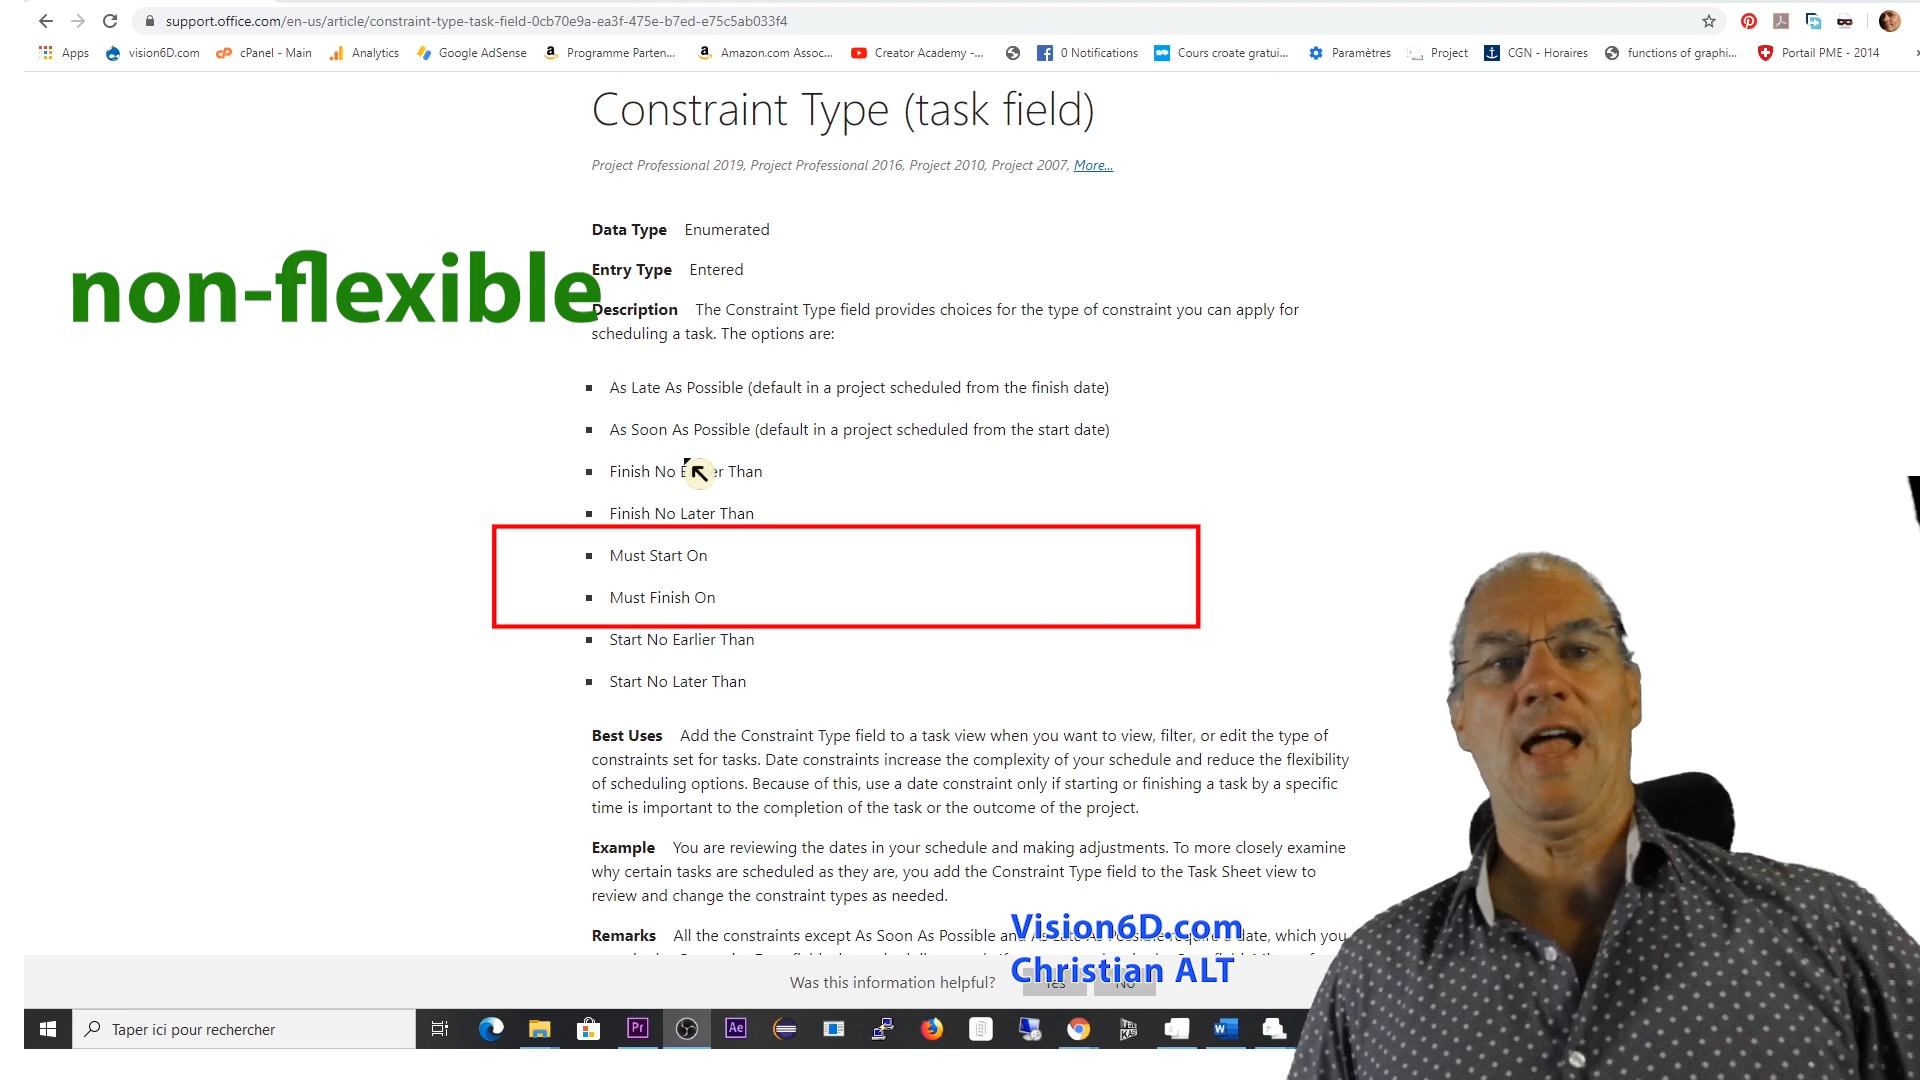 support.office.com/en-us/article/constraint-type-task-field-0cb70e9a-ea3f-475e-b7ed-e75c5ab033f4
Apps vision6D.com cPanel - Main Analytics Google AdSense Programme Parten... Amazon.com Assoc... Creator Academy -... 0 Notifications Cours croate gratui... Paramètres Project CGN - Horaires functions of graphi... Portail PME - 2014
Constraint Type (task field)
Project Professional 2019, Project Professional 2016, Project 2010, Project 2007, More...
Data Type Enumerated
non-flexible
Entry Type Entered
Description The Constraint Type field provides choices for the type of constraint you can apply for
scheduling a task. The options are:
As Late As Possible (default in a project scheduled from the finish date)
As Soon As Possible (default in a project scheduled from the start date)
Finish No Earlier Than
Finish No Later Than
Must Start On
Must Finish On
Start No Earlier Than
Start No Later Than
Best Uses Add the Constraint Type field to a task view when you want to view, filter, or edit the type of
constraints set for tasks. Date constraints increase the complexity of your schedule and reduce the flexibility
of scheduling options. Because of this, use a date constraint only if starting or finishing a task by a specific
time is important to the completion of the task or the outcome of the project.
Example You are reviewing the dates in your schedule and making adjustments. To more closely examine
why certain tasks are scheduled as they are, you add the Constraint Type field to the Task Sheet view to
review and change the constraint types as needed.
Remarks All the constraints except As Soon As Possible and As Late As Possible require a date, which you
Vision6D.com
Christian ALT
Was this information helpful? Yes No
Taper ici pour rechercher
Pr Ae